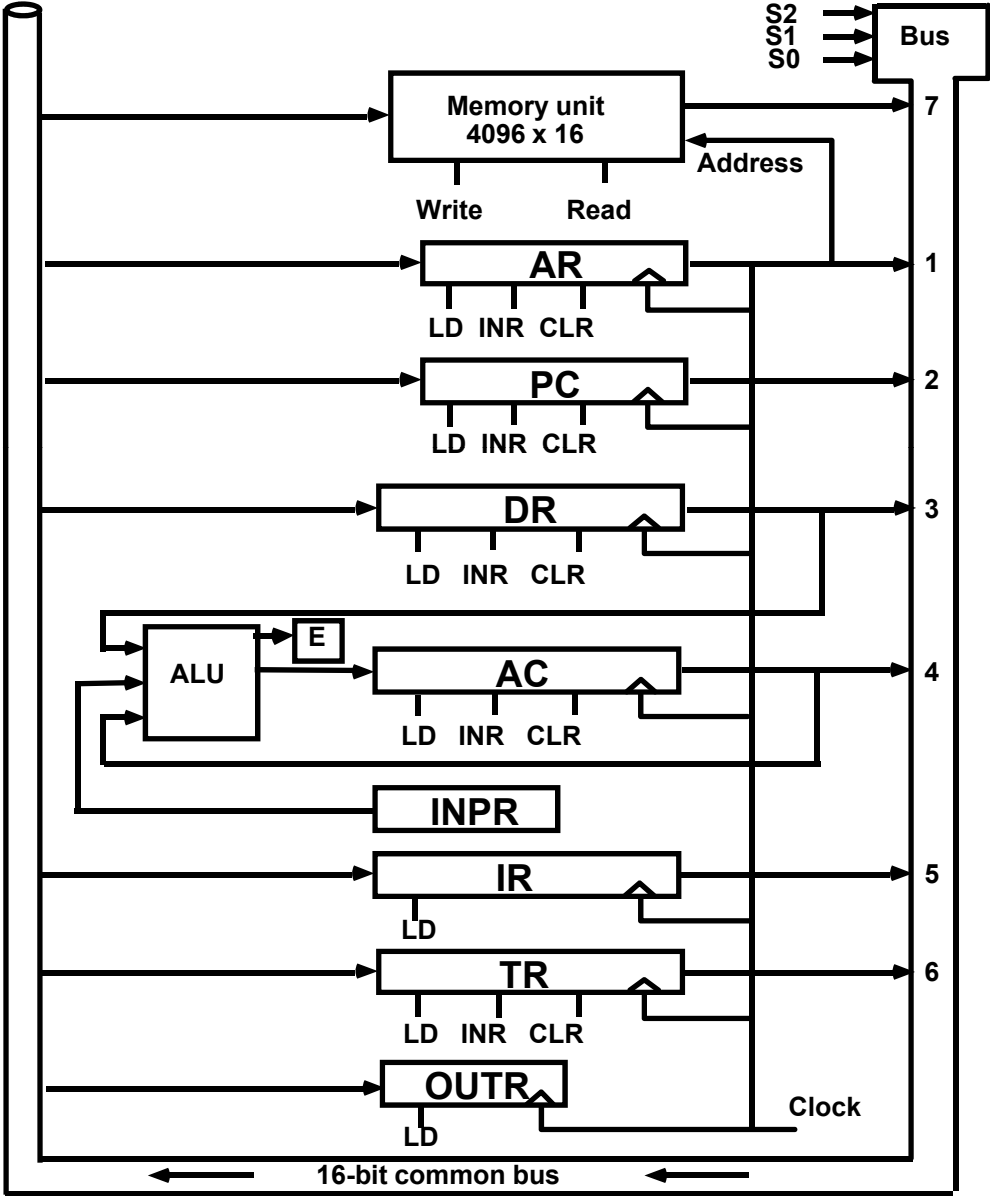 S2
S1
S0
Bus
Memory unit
4096 x 16
7
Address
Write Read
AR
1
LD INR CLR
PC
2
LD INR CLR
DR
3
LD INR CLR
E
ALU
AC
4
LD INR CLR
INPR
IR
5
LD
TR
6
LD INR CLR
OUTR
LD
Clock
16-bit common bus